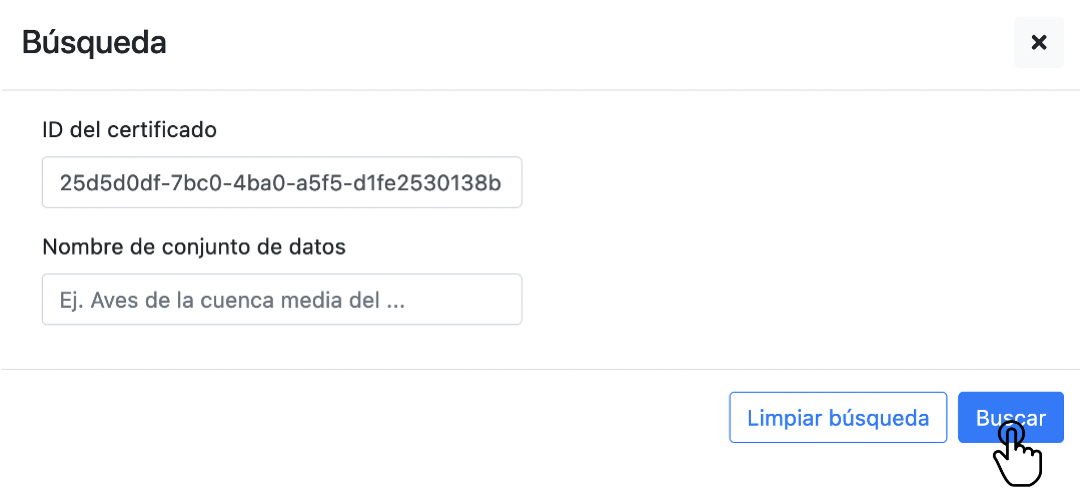 Búsqueda
ID del certificado
25d5d0df-7bc0-4ba0-a5f5-d1fe2530138b
Nombre de conjunto de datos
Ej. Aves de la cuenca media del ...
Limpiar búsqueda
Buscar